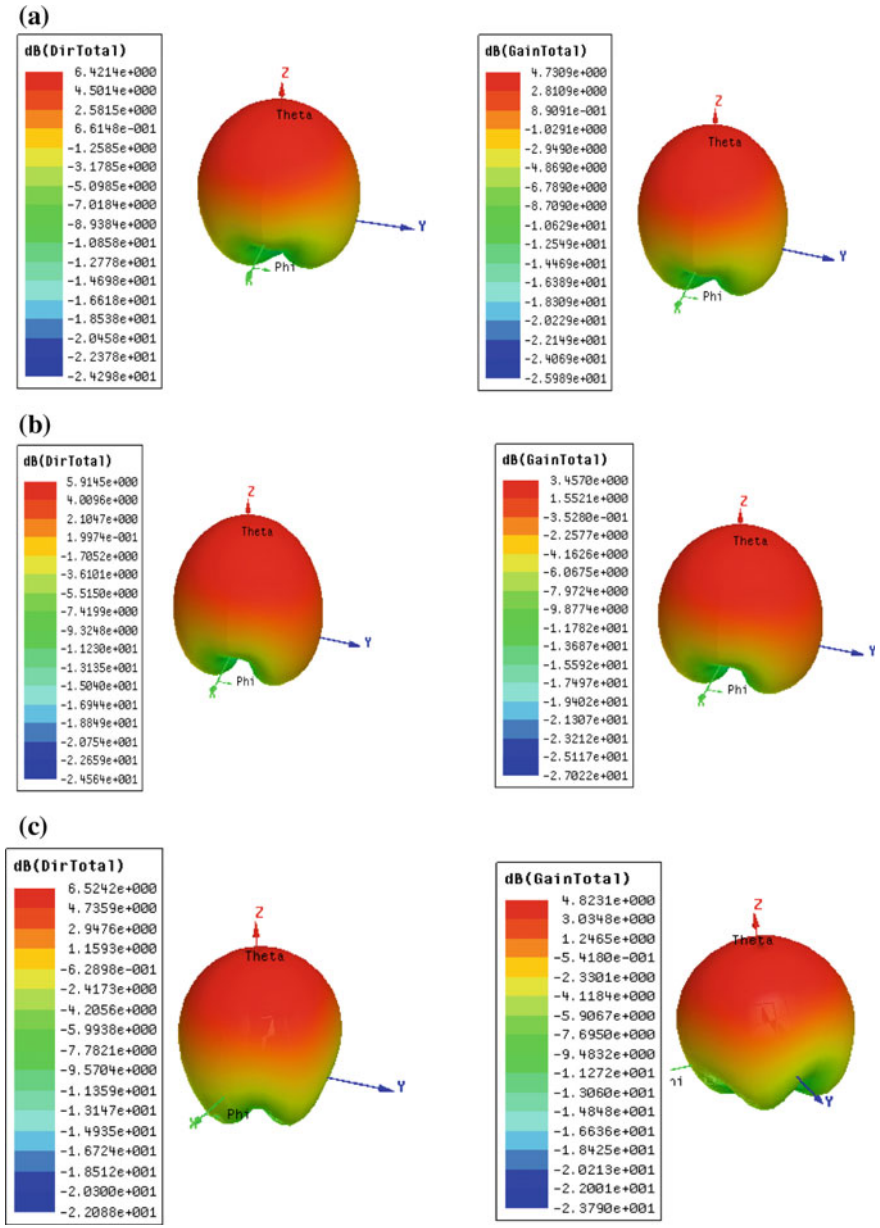 (a)
dB(DirTotal)
6.4214e+000
4.5014e+000
2.5815e+000
6.6148e-001
-1.2585e+000
-3.1785e+000
-5.0985e+000
-7.0184e+000
-8.9384e+000
-1.0858e+001
-1.2778e+001
-1.4698e+001
-1.6618e+001
-1.8538e+001
-2.0458e+001
-2.2378e+001
-2.4298e+001
Z
Theta
Y
X
Phi
dB(GainTotal)
4.7309e+000
2.8109e+000
8.9091e-001
-1.0291e+000
-2.9490e+000
-4.8690e+000
-6.7890e+000
-8.7090e+000
-1.0629e+001
-1.2549e+001
-1.4469e+001
-1.6389e+001
-1.8309e+001
-2.0229e+001
-2.2149e+001
-2.4069e+001
-2.5989e+001
Z
Theta
Y
X
Phi
(b)
dB(DirTotal)
5.9145e+000
4.0096e+000
2.1047e+000
1.9974e-001
-1.7052e+000
-3.6101e+000
-5.5150e+000
-7.4199e+000
-9.3248e+000
-1.1230e+001
-1.3135e+001
-1.5040e+001
-1.6944e+001
-1.8849e+001
-2.0754e+001
-2.2659e+001
-2.4564e+001
Z
Theta
Y
X
Phi
dB(GainTotal)
3.4570e+000
1.5521e+000
-3.5280e-001
-2.2577e+000
-4.1626e+000
-6.0675e+000
-7.9724e+000
-9.8774e+000
-1.1782e+001
-1.3687e+001
-1.5592e+001
-1.7497e+001
-1.9402e+001
-2.1307e+001
-2.3212e+001
-2.5117e+001
-2.7022e+001
Z
Theta
Y
X
Phi
(c)
dB(DirTotal)
6.5242e+000
4.7359e+000
2.9476e+000
1.1593e+000
-6.2898e-001
-2.4173e+000
-4.2056e+000
-5.9938e+000
-7.7821e+000
-9.5704e+000
-1.1359e+001
-1.3147e+001
-1.4935e+001
-1.6724e+001
-1.8512e+001
-2.0300e+001
-2.2088e+001
Z
Theta
Y
X
Phi
dB(GainTotal)
4.8231e+000
3.0348e+000
1.2465e+000
-5.4180e-001
-2.3301e+000
-4.1184e+000
-5.9067e+000
-7.6950e+000
-9.4832e+000
-1.1272e+001
-1.3060e+001
-1.4848e+001
-1.6636e+001
-1.8425e+001
-2.0213e+001
-2.2001e+001
-2.3790e+001
Z
Theta
hi
Y